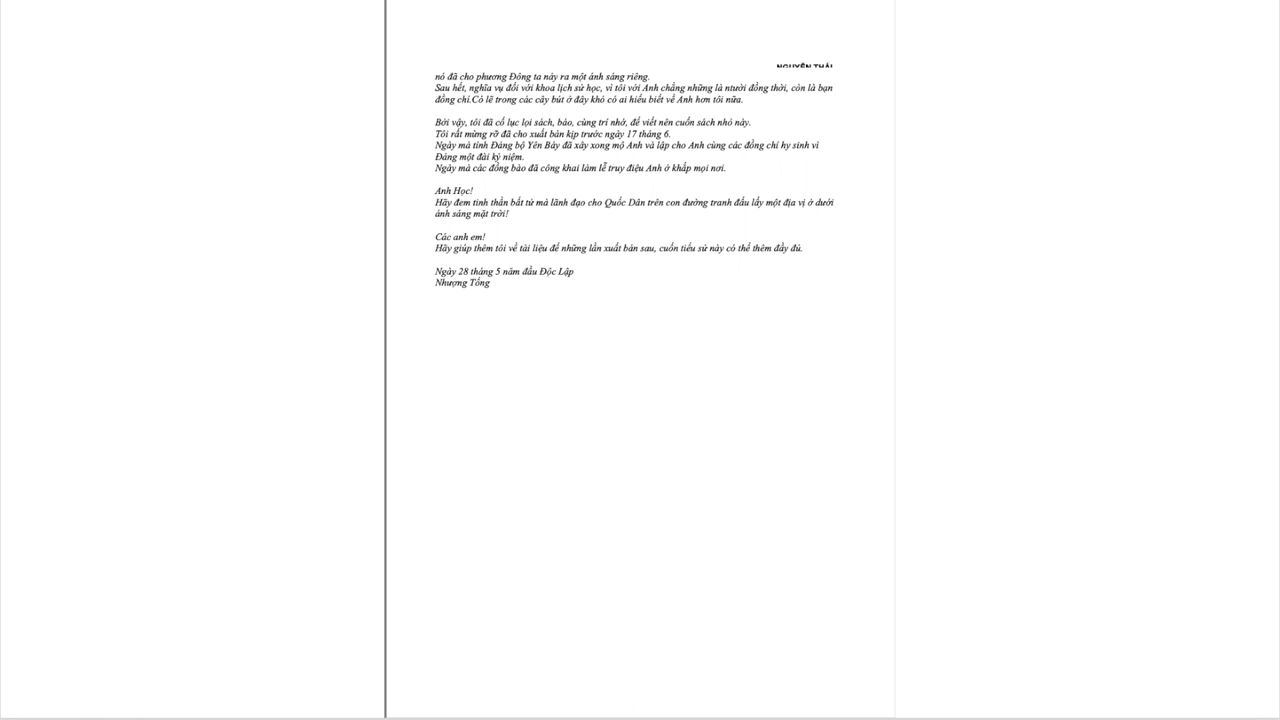 NGUYỄN THÁI
nó đã cho phương Đông ta nảy ra một ánh sáng riêng.
Sau hết, nghĩa vụ đối với khoa lịch sử học, vì tôi với Anh chẳng những là ntười đồng thời, còn là bạn
đồng chí.Có lẽ trong các cây bút ở đây khó có ai hiểu biết về Anh hơn tôi nữa.
Bởi vậy, tôi đã cố lục lọi sách, báo, cùng trí nhớ, để viết nên cuốn sách nhỏ này.
Tôi rất mừng rỡ đã cho xuất bản kịp trước ngày 17 tháng 6.
Ngày mà tỉnh Đảng bộ Yên Báy đã xây xong mộ Anh và lập cho Anh cùng các đồng chí hy sinh vì
Đảng một đài kỷ niệm.
Ngày mà các đồng bào đã công khai làm lễ truy điệu Anh ở khắp mọi nơi.
Anh Học!
Hãy đem tinh thần bất tử mà lãnh đạo cho Quốc Dân trên con đường tranh đấu lấy một địa vị ở dưới
ánh sáng mặt trời!
Các anh em!
Hãy giúp thêm tôi về tài liệu để những lần xuất bản sau, cuốn tiểu sử này có thể thêm đầy đủ.
Ngày 28 tháng 5 năm đầu Độc Lập
Nhượng Tống